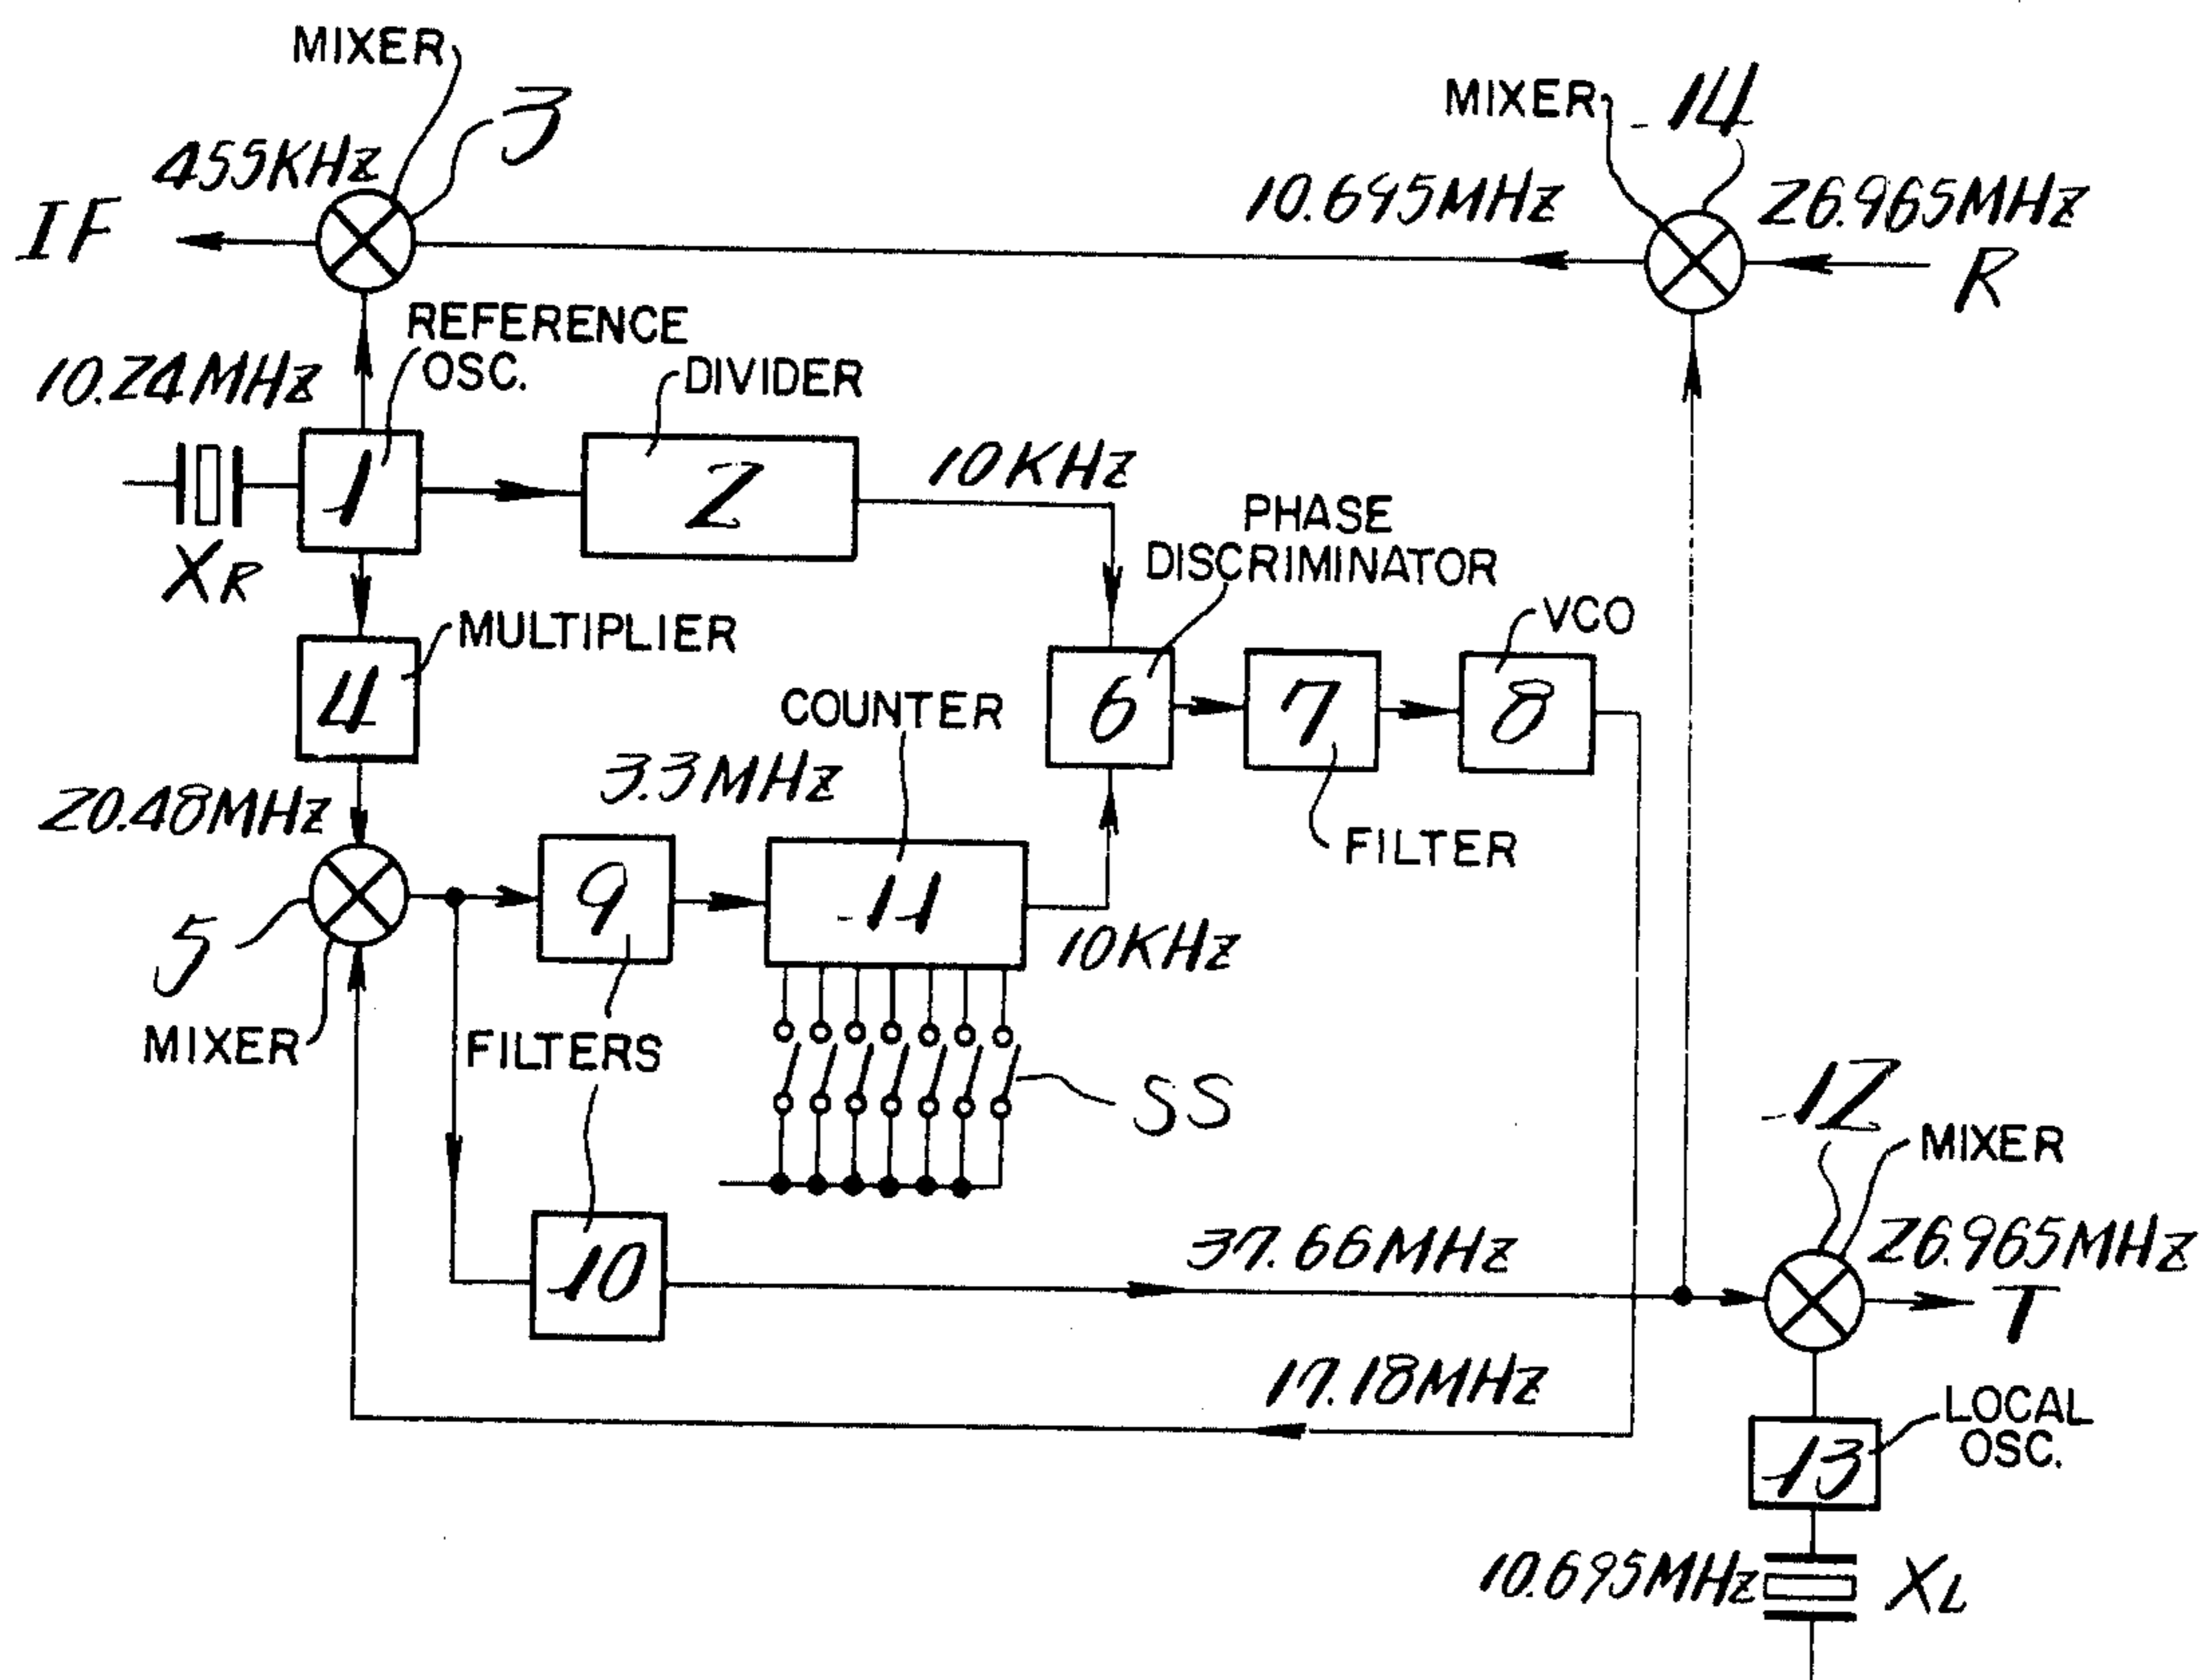 MIXER
3
MIXER
14
455KHz
10.695MHz
26.965MHz
IF
R
REFERENCE
OSC.
10.24MHz
DIVIDER
1
2
10KHz
XR
PHASE
DISCRIMINATOR
MULTIPLIER
VCO
4
COUNTER
6
7
8
3.3MHz
20.48MHz
FILTER
9
11
5
10KHz
MIXER
FILTERS
SS
12
MIXER
10
37.66MHz
26.965MHz
T
17.18MHz
LOCAL
OSC.
13
10.695MHz
XL